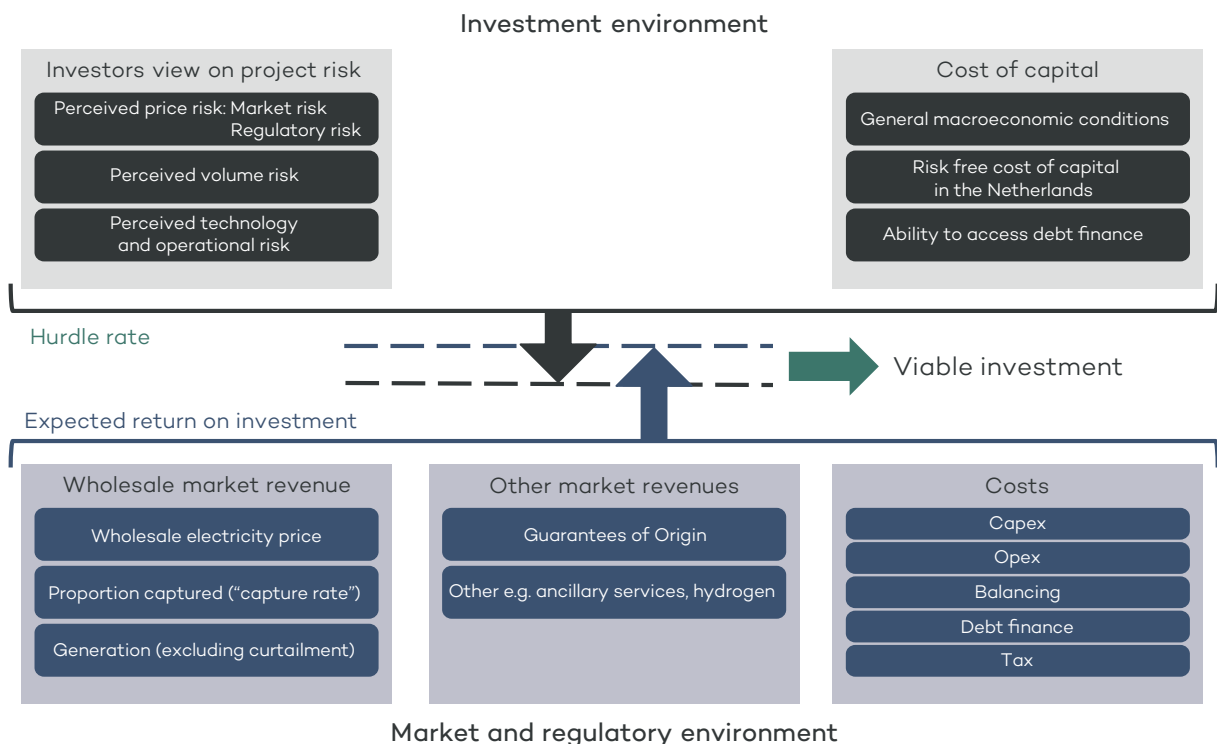 Investment environment
Investors view on project risk
Perceived price risk: Market risk
Regulatory risk
Perceived volume risk
Perceived technology
and operational risk
Cost of capital
General macroeconomic conditions
Risk free cost of capital
in the Netherlands
Ability to access debt finance
Hurdle rate
Viable investment
Expected return on investment
Wholesale market revenue
Wholesale electricity price
Proportion captured (“capture rate”)
Generation (excluding curtailment)
Other market revenues
Guarantees of Origin
Other e.g. ancillary services, hydrogen
Costs
Capex
Opex
Balancing
Debt finance
Tax
Market and regulatory environment